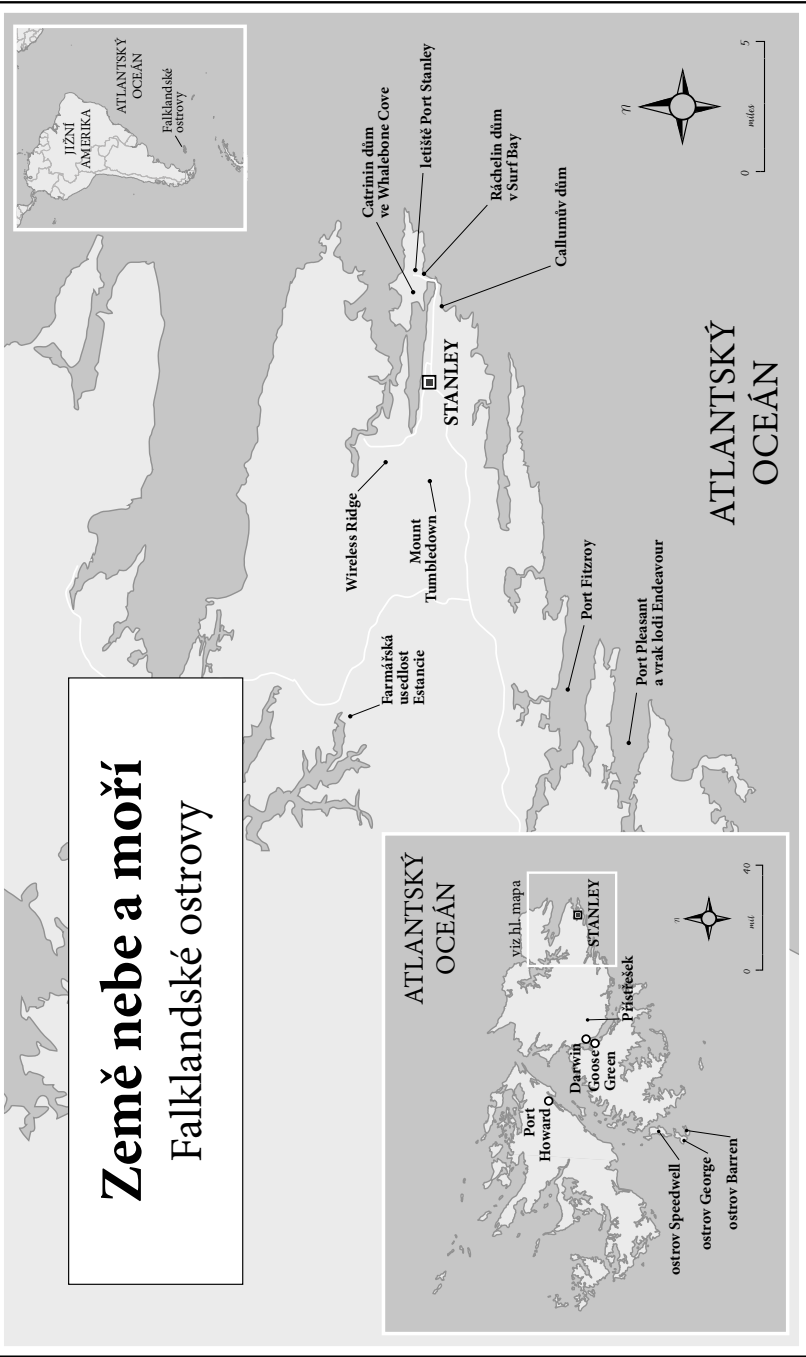 Země nebe a moří
Falklandské ostrovy
JIŽNÍ
AMERIKA
ATLANTSKÝ
OCEÁN
Falklandské
ostrovy
Catrinin dům
ve Whalebone Cove
letiště Port Stanley
Ráchelin dům
v Surf Bay
Callumův dům
STANLEY
Wireless Ridge
Mount
Tumbledown
Farmářská
usedlost
Estancie
Port Fitzroy
Port Pleasant
a vrak lodi Endeavour
ATLANTSKÝ
OCEÁN
n
0
miles
5
ATLANTSKÝ
OCEÁN
viz hl. mapa
STANLEY
Přístřešek
Darwin
Goose
Green
Port
Howard
ostrov Speedwell
ostrov George
ostrov Barren
n
0
mil
40